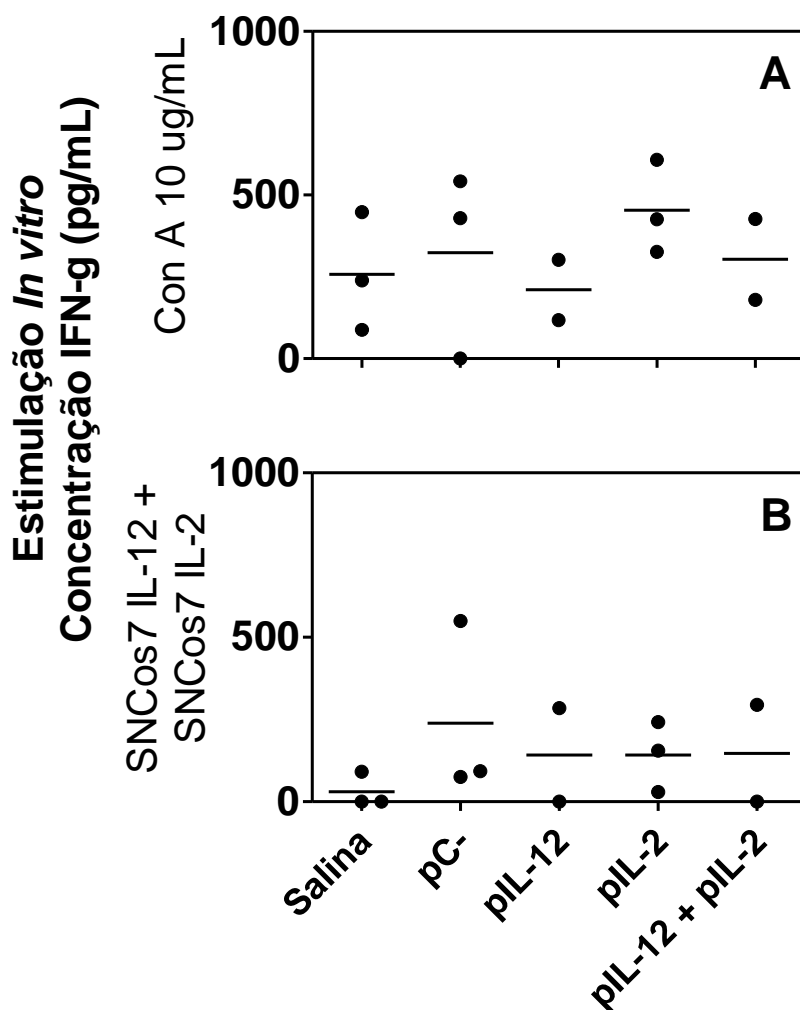 Estimulação In vitro
Concentração IFN-g (pg/mL)
Con A 10 ug/mL
1000
500
0
A
SNCos7 IL-12 +
SNCos7 IL-2
1000
500
0
B
Salina
pC-
pIL-12
pIL-2
pIL-12 + pIL-2